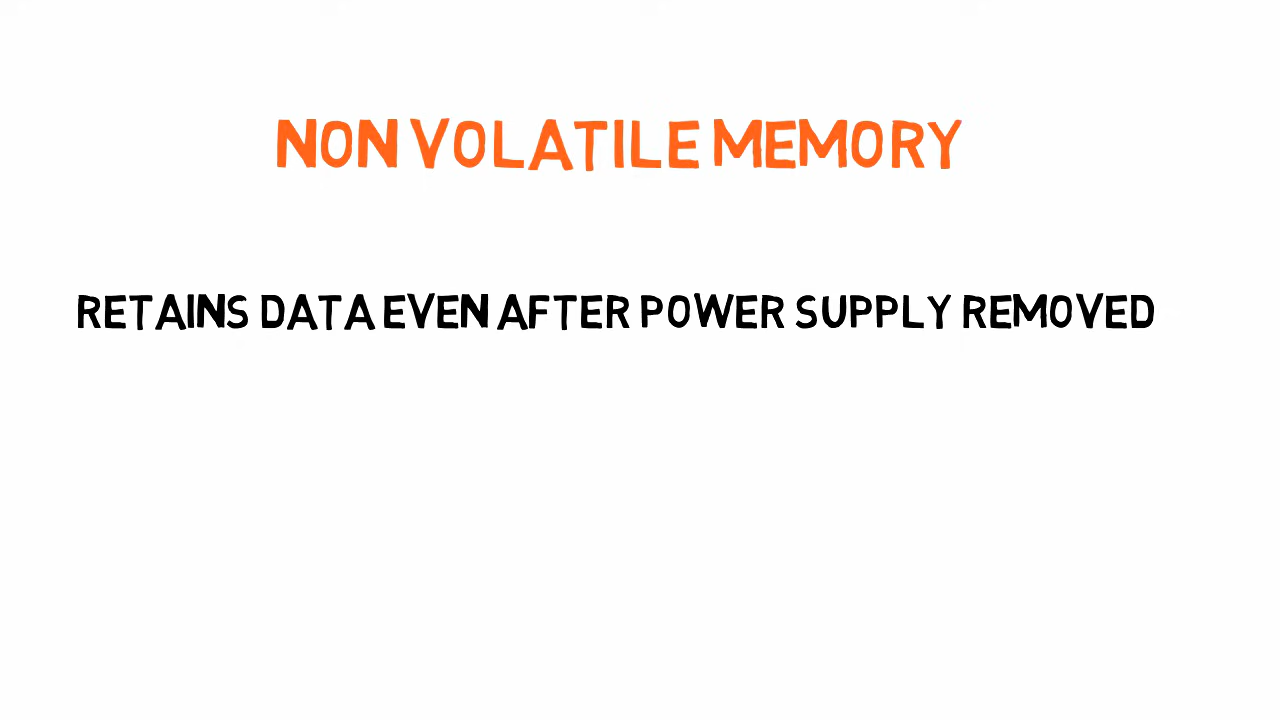 NON VOLATILE MEMORY
RETAINS DATA EVEN AFTER POWER SUPPLY REMOVED